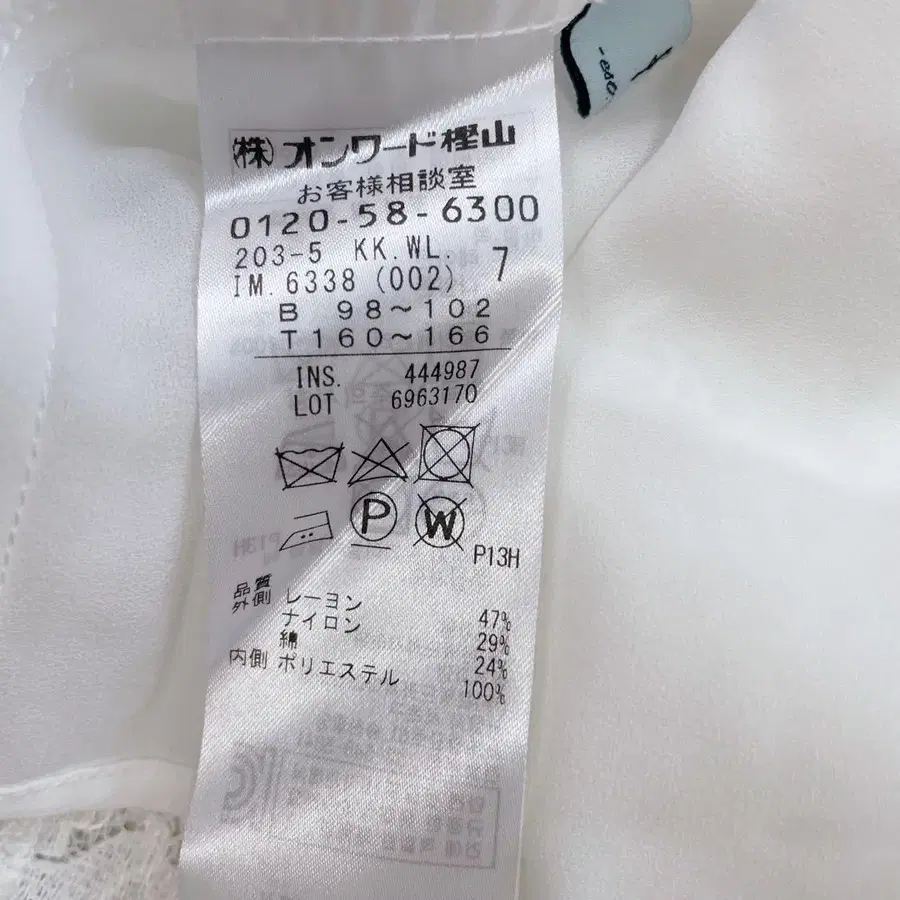 (株) オンワード樫山
お客様相談室
0120-58-6300
203-5 KK.WL. 7
IM.6338 (002)
B 98～102
T160～166
INS. 444987
LOT 6963170
P W
P13H
品質
外側 レーヨン 47%
ナイロン 29%
綿 24%
内側 ポリエステル 100%